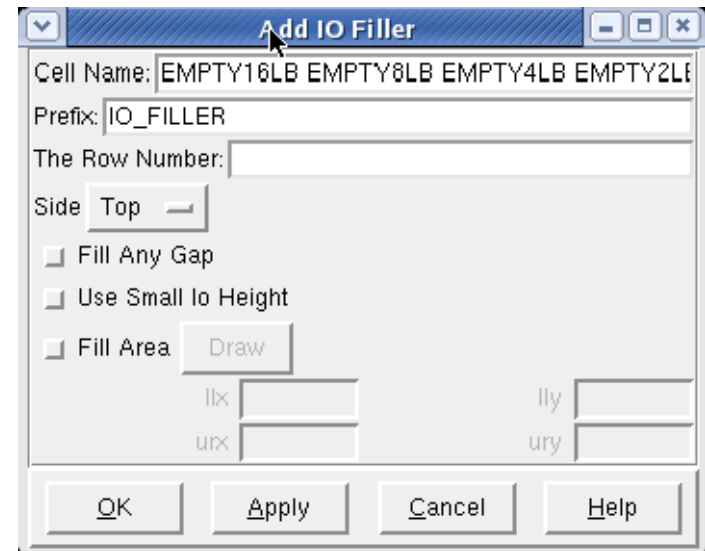 Add IO Filler
Cell Name: EMPTY16LB EMPTY8LB EMPTY4LB
Prefix: IO_FILLER
The Row Number:
Side Top
Fill Any Gap
Use Small Io Height
Fill Area Draw
llx lly
urx ury
OK Apply Cancel Help